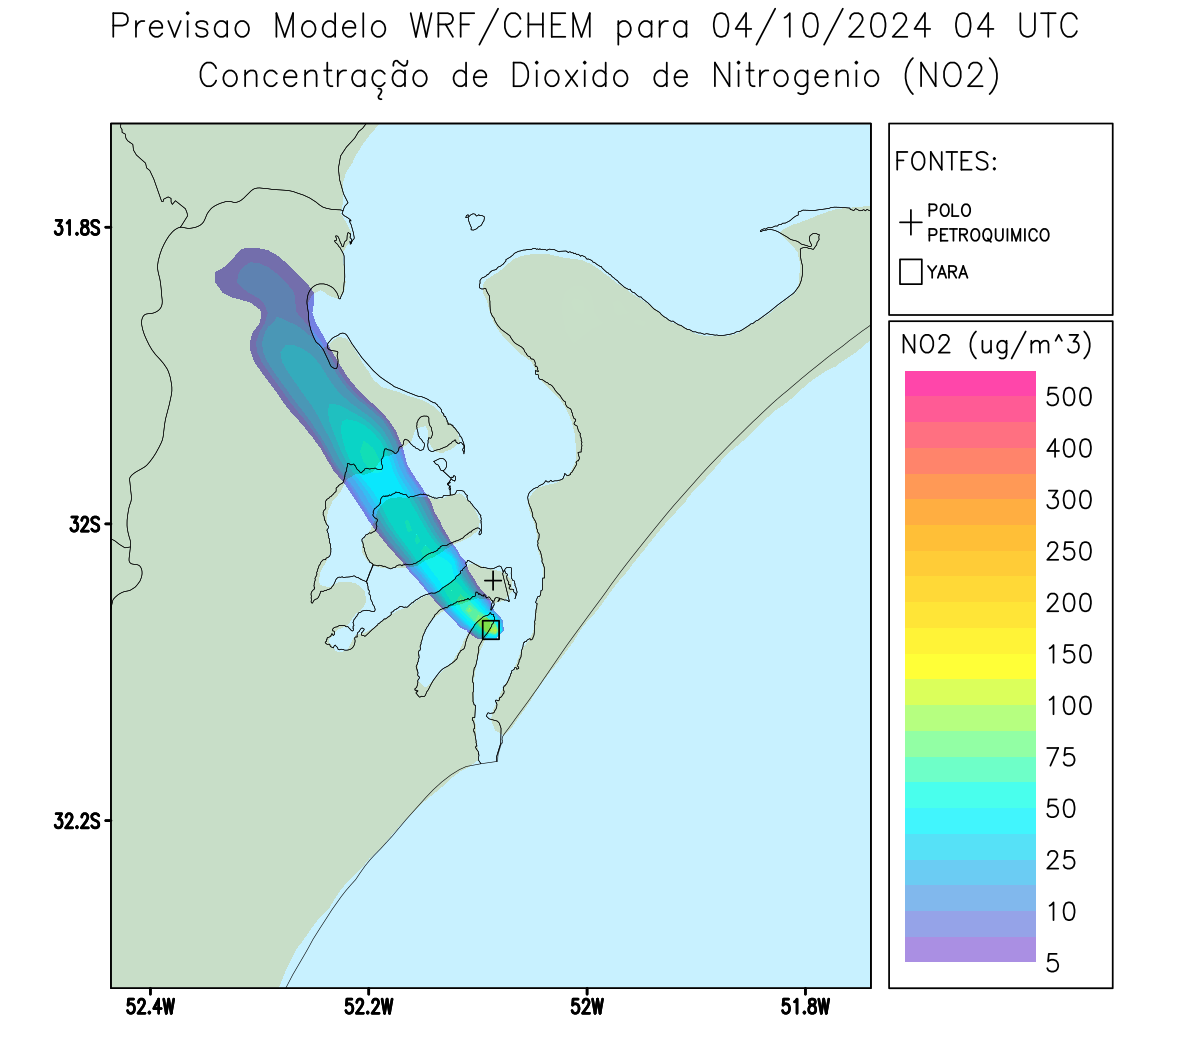 Previsao Modelo WRF/CHEM para 04/10/2024 04 UTC
Concentração de Dioxido de Nitrogenio (NO2)
FONTES:
POLO
PETROQUIMICO
YARA
NO2 (ug/m^3)
500
400
300
250
200
150
100
75
50
25
10
5
31.8S
32S
32.2S
52.4W
52.2W
52W
51.8W